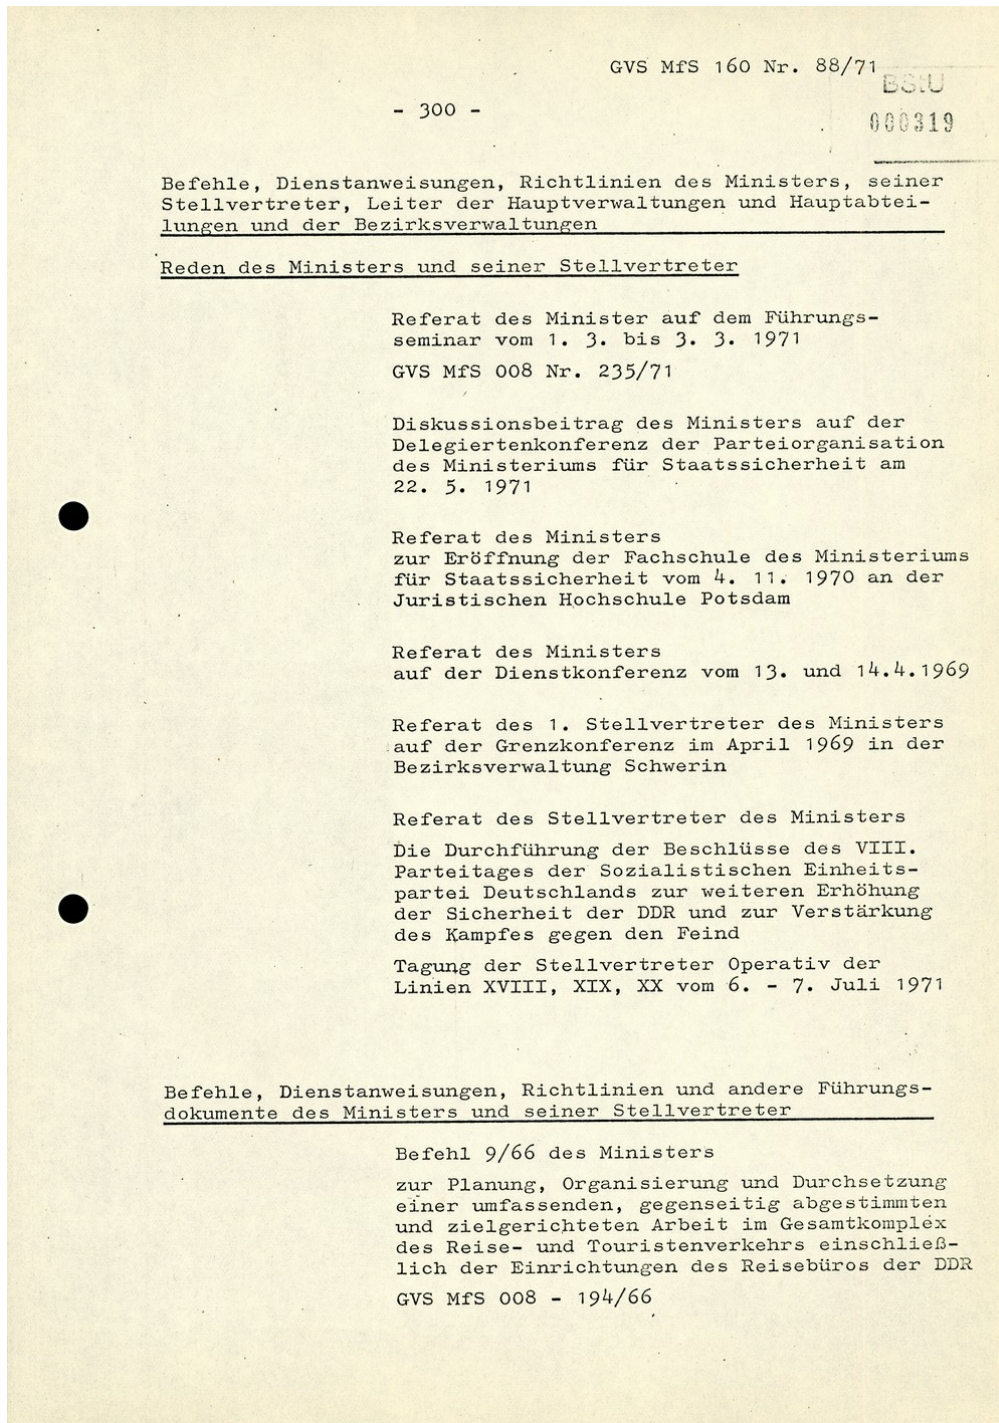 GVS MfS 160 Nr. 88/71
BStU
000319
- 300 -
Befehle, Dienstanweisungen, Richtlinien des Ministers, seiner
Stellvertreter, Leiter der Hauptverwaltungen und Hauptabtei-
lungen und der Bezirksverwaltungen
Reden des Ministers und seiner Stellvertreter
Referat des Minister auf dem Führungs-
seminar vom 1. 3. bis 3. 3. 1971
GVS MfS 008 Nr. 235/71
Diskussionsbeitrag des Ministers auf der
Delegiertenkonferenz der Parteiorganisation
des Ministeriums für Staatssicherheit am
22. 5. 1971
Referat des Ministers
zur Eröffnung der Fachschule des Ministeriums
für Staatssicherheit vom 4. 11. 1970 an der
Juristischen Hochschule Potsdam
Referat des Ministers
auf der Dienstkonferenz vom 13. und 14.4.1969
Referat des 1. Stellvertreter des Ministers
auf der Grenzkonferenz im April 1969 in der
Bezirksverwaltung Schwerin
Referat des Stellvertreter des Ministers
Die Durchführung der Beschlüsse des VIII.
Parteitages der Sozialistischen Einheits-
partei Deutschlands zur weiteren Erhöhung
der Sicherheit der DDR und zur Verstärkung
des Kampfes gegen den Feind
Tagung der Stellvertreter Operativ der
Linien XVIII, XIX, XX vom 6. - 7. Juli 1971
Befehle, Dienstanweisungen, Richtlinien und andere Führungs-
dokumente des Ministers und seiner Stellvertreter
Befehl 9/66 des Ministers
zur Planung, Organisierung und Durchsetzung
einer umfassenden, gegenseitig abgestimmten
und zielgerichteten Arbeit im Gesamtkomplex
des Reise- und Touristenverkehrs einschließ-
lich der Einrichtungen des Reisebüros der DDR
GVS MfS 008 - 194/66